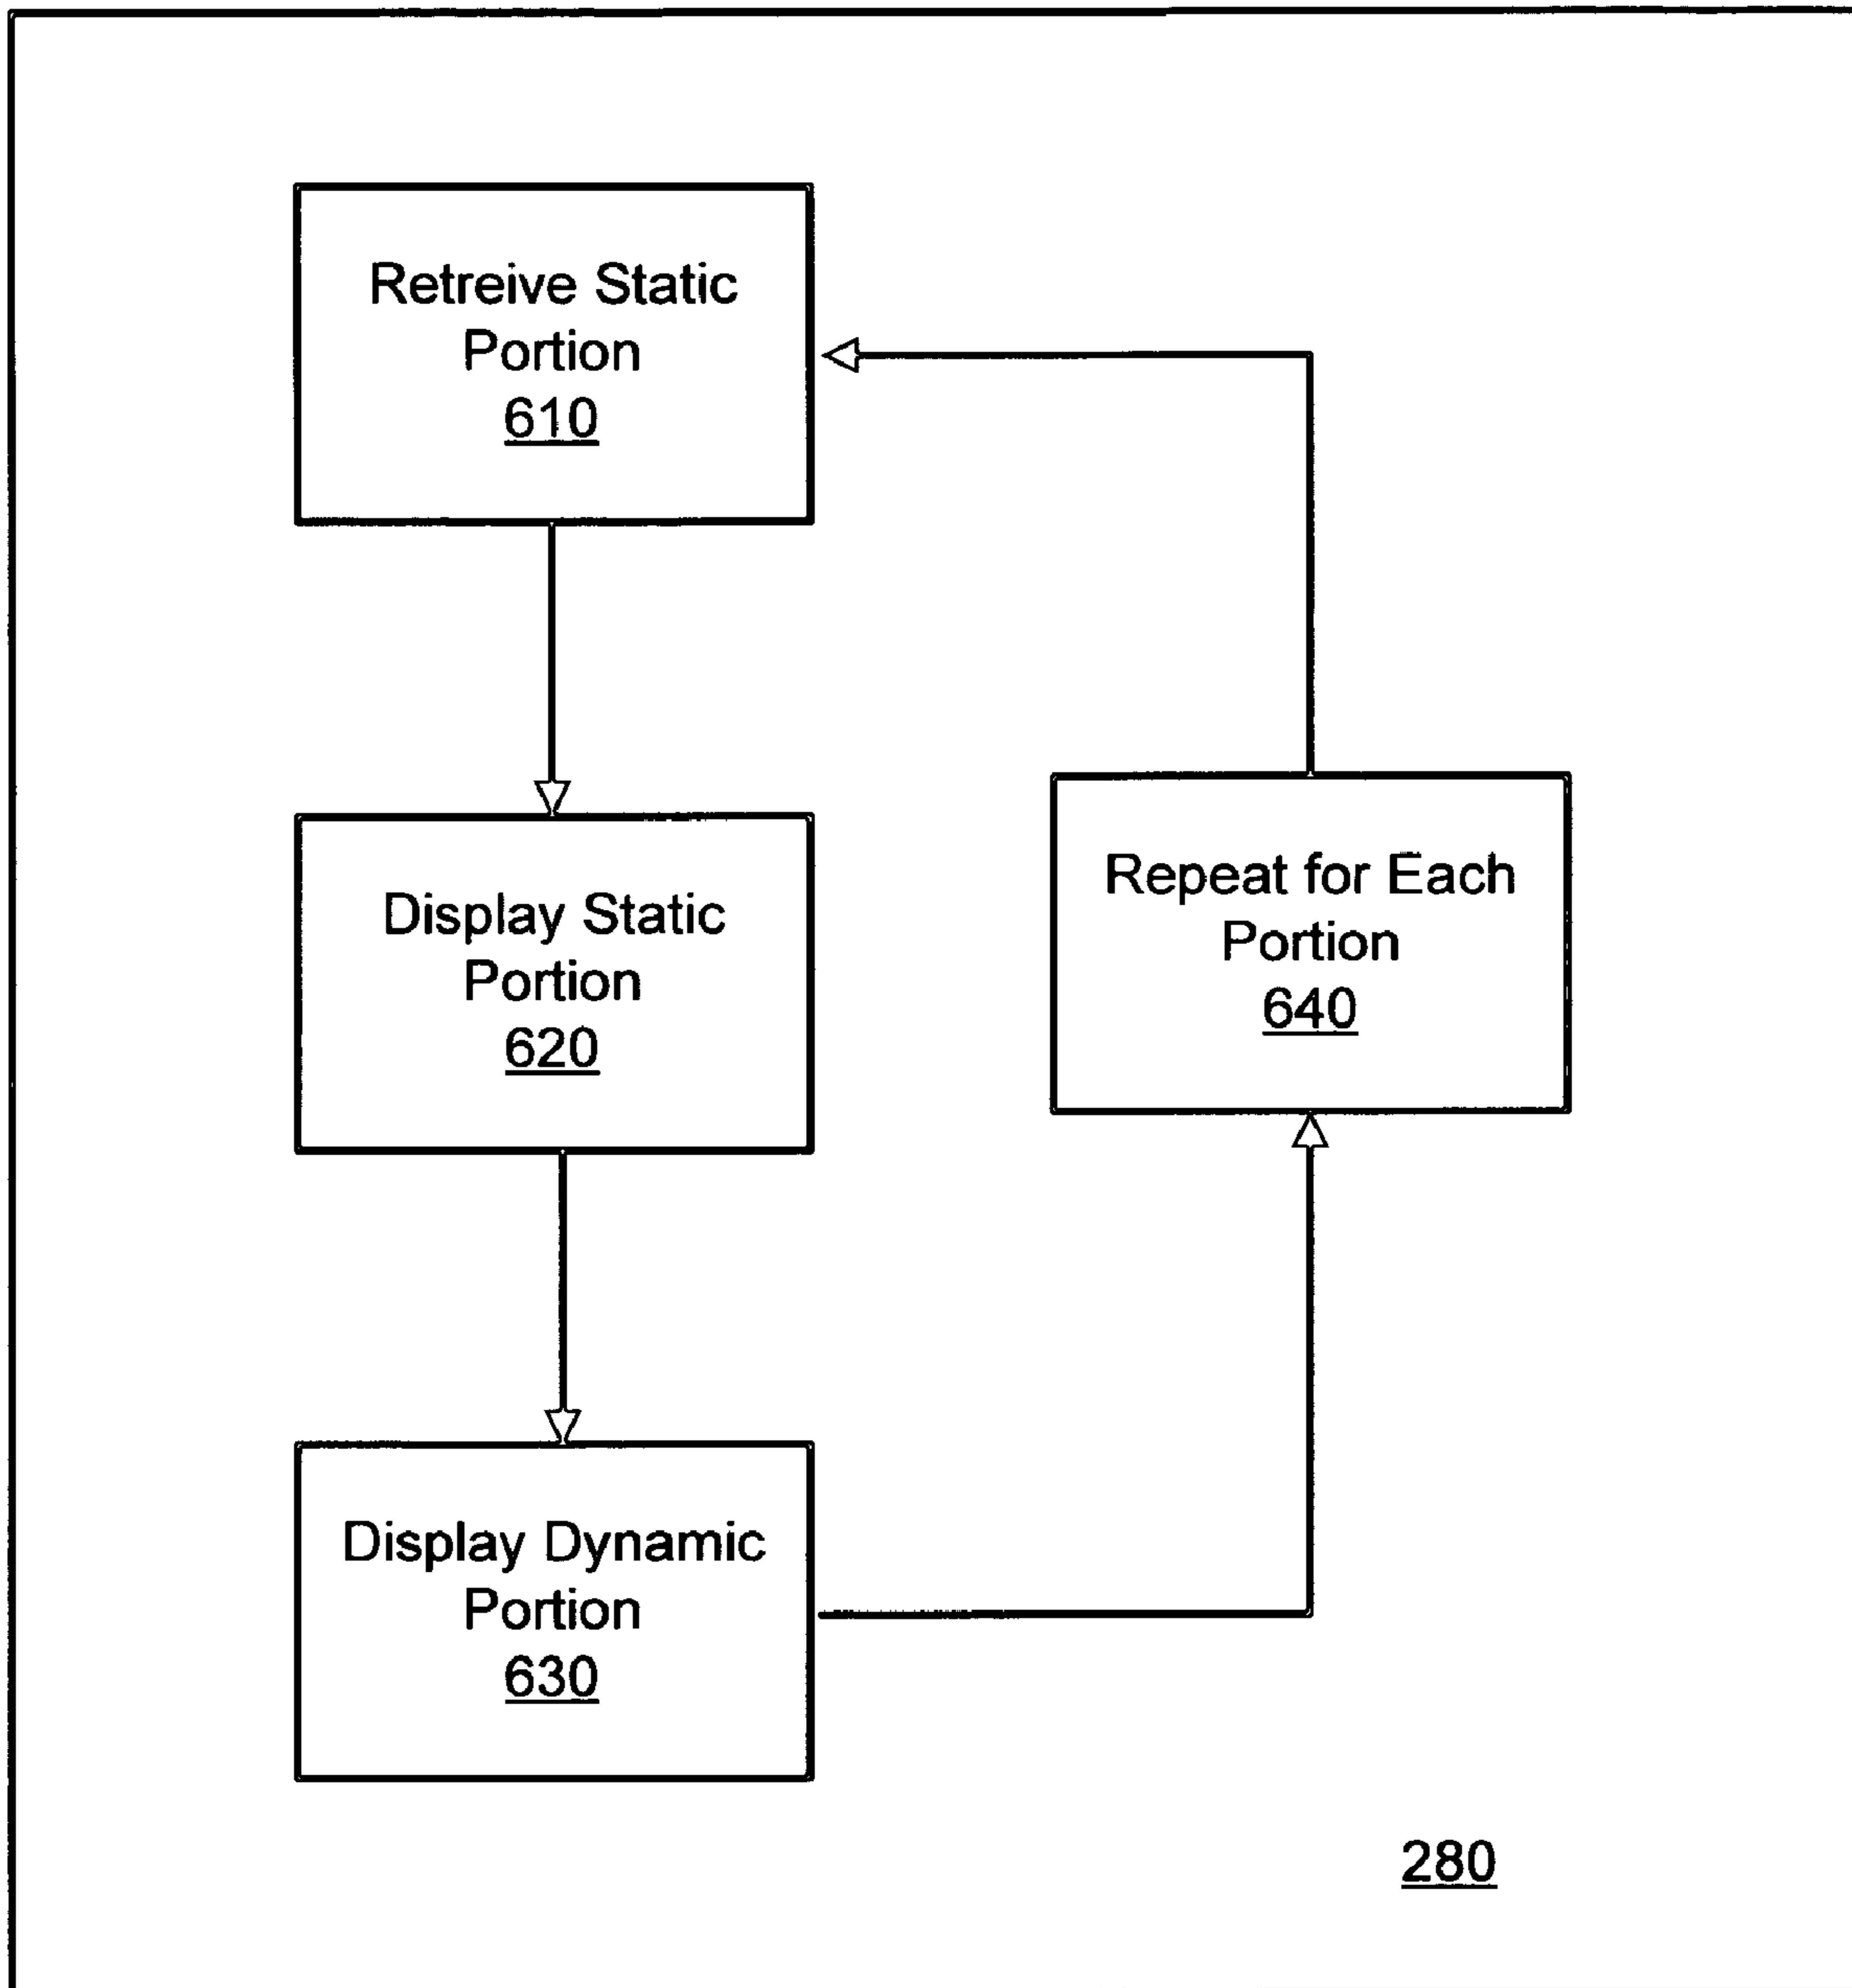 Retreive Static
Portion
610
Display Static
Portion
620
Display Dynamic
Portion
630
Repeat for Each
Portion
640
280